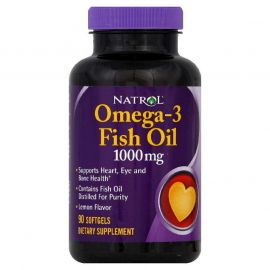 NATROL®
Omega-3
Fish Oil
1000mg
• Supports Heart, Eye and
Bone Health†
• Contains Fish Oil
Distilled For Purity
• Lemon Flavor
90 SOFTGELS
DIETARY SUPPLEMENT